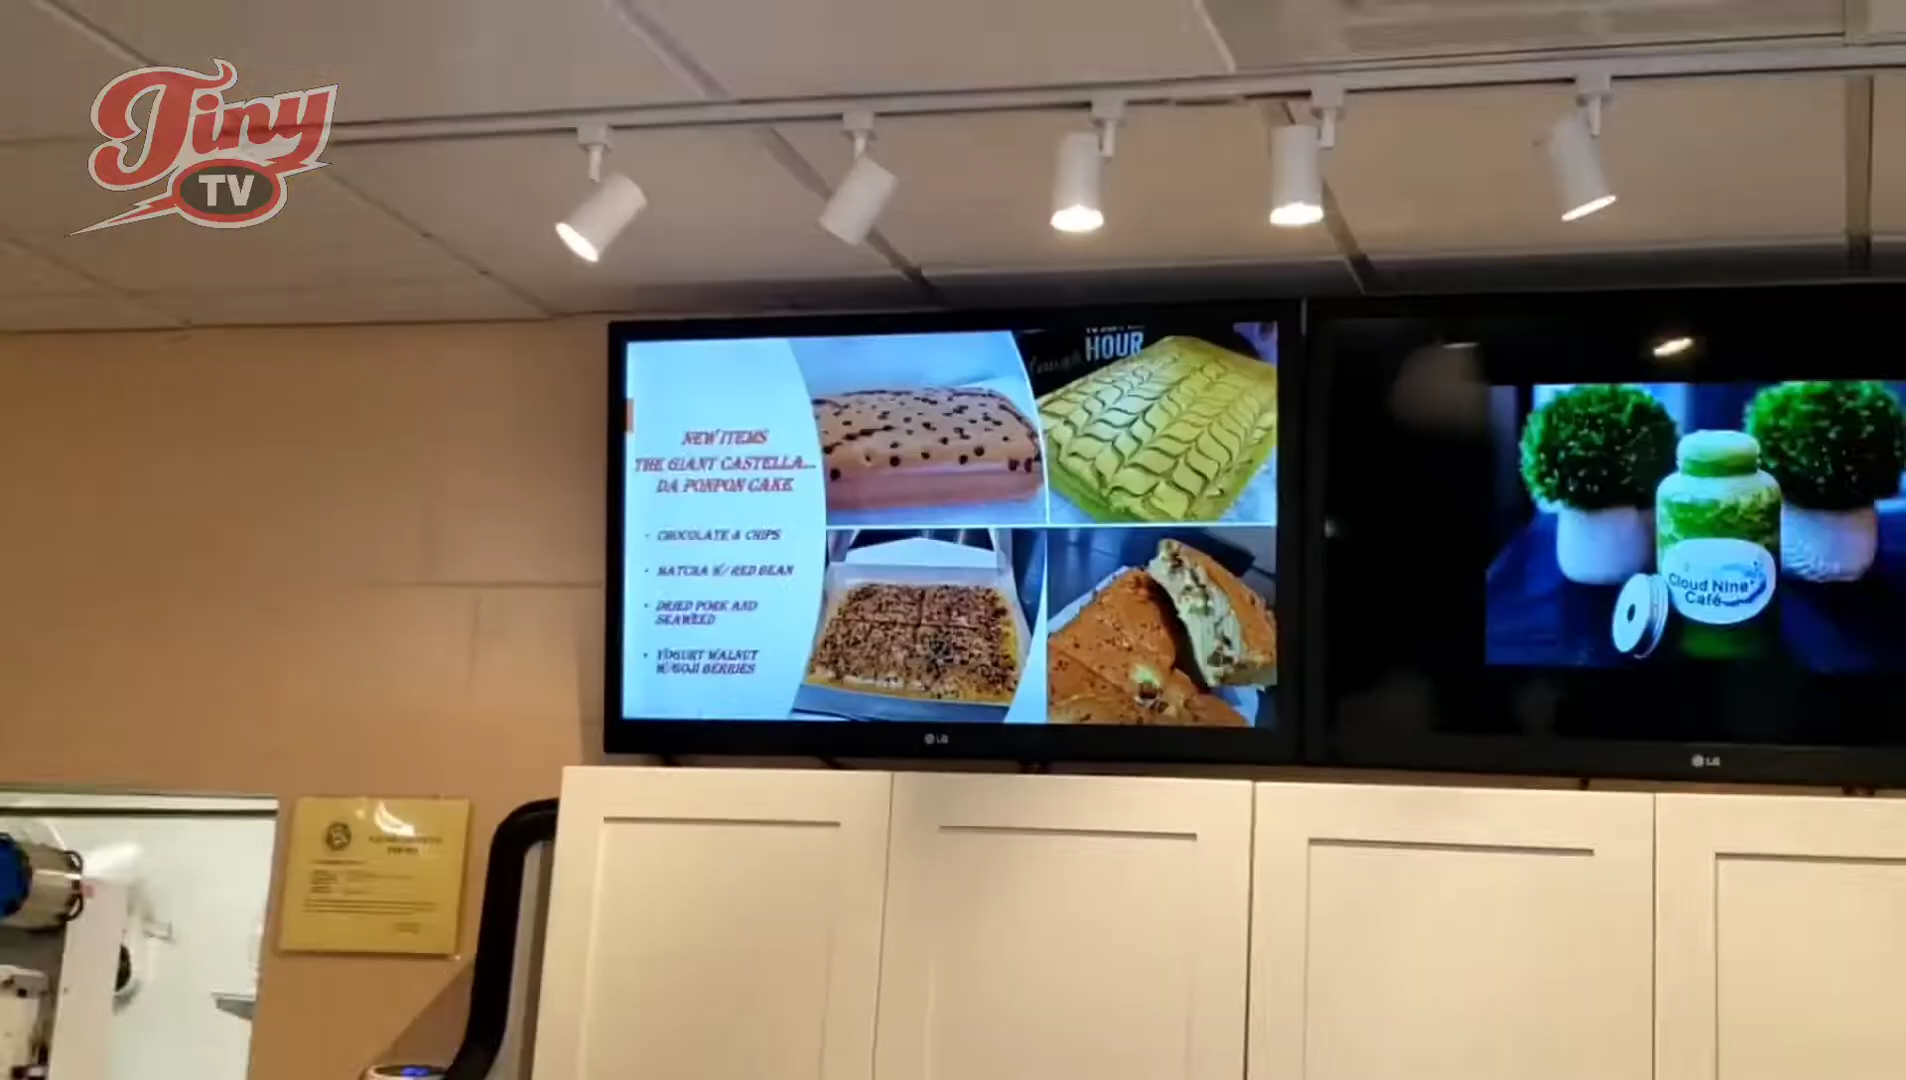 Tiny
TV
HOUR
NEW ITEMS
THE GIANT CASTELLA...
DA PONPON CAKE
• CHOCOLATE & CHIPS
• MATCHA W/ RED BEAN
• DRIED PORK AND
SEAWEED
• YOGURT WALNUT
W/GOJI BERRIES
Cloud Nine
Café
LG
LG